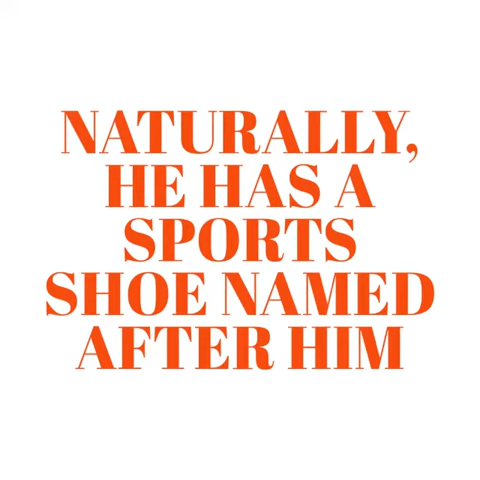 NATURALLY,
HE HAS A
SPORTS
SHOE NAMED
AFTER HIM